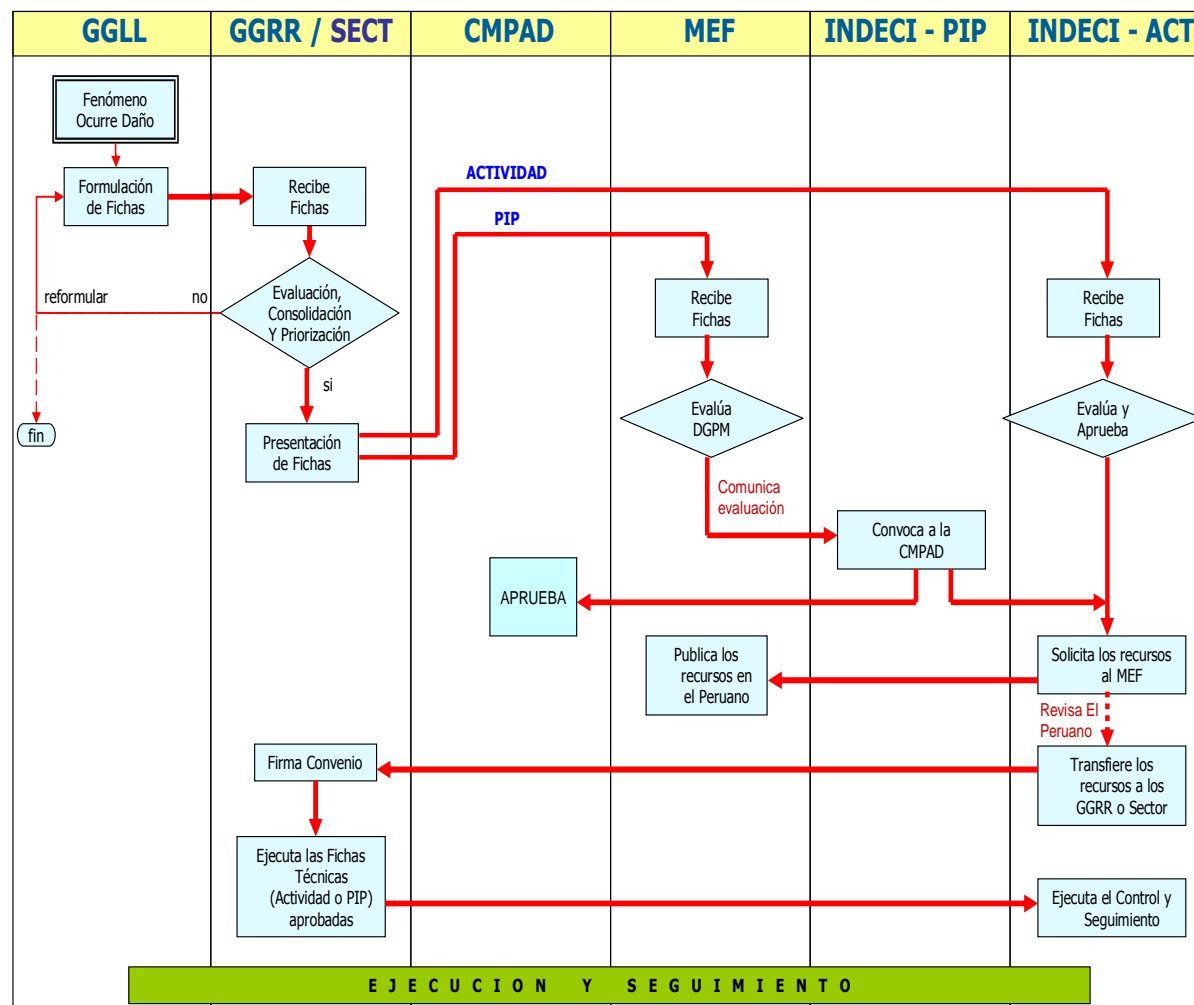 GGLL
GGRR / SECT
CMPAD
MEF
INDECI - PIP
INDECI - ACT
Fenómeno
Ocurre Daño
Formulación
de Fichas
Recibe
Fichas
ACTIVIDAD
PIP
reformular
no
Evaluación,
Consolidación
Y Priorización
si
fin
Presentación
de Fichas
Recibe
Fichas
Recibe
Fichas
Evalúa
DGPM
Evalúa y
Aprueba
Comunica
evaluación
Convoca a la
CMPAD
APRUEBA
Publica los
recursos en
el Peruano
Solicita los recursos
al MEF
Revisa El
Peruano
Firma Convenio
Transfiere los
recursos a los
GGRR o Sector
Ejecuta las Fichas
Técnicas
(Actividad o PIP)
aprobadas
Ejecuta el Control y
Seguimiento
EJECUCION Y SEGUIMIENTO